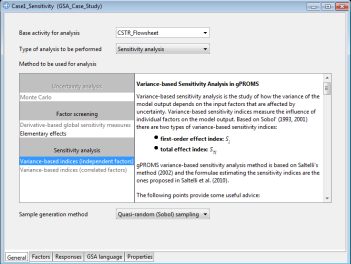 Case1_Sensitivity (GSA_Case_Study)
Base activity for analysis
CSTR_Flowsheet
Type of analysis to be performed
Sensitivity analysis
Method to be used for analysis
Uncertainty analysis
Monte Carlo
Factor screening
Derivative-based global sensitivity measures
Elementary effects
Sensitivity analysis
Variance-based indices (independent factors)
Variance-based indices (correlated factors)
Variance-based Sensitivity Analysis in gPROMS
Variance-based sensitivity analysis is the study of how the variance of the
model output depends on the input factors that are affected by
uncertainty. Variance-based sensitivity indices measure the influence of
individual factors on the model output. Based on Sobol' (1993, 2001)
there are two types of variance-based sensitivity indices:
● first-order effect index: Si
● total effect index: STi
gPROMS variance-based sensitivity analysis method is based on Saltelli's
method (2002) and the formulae estimating the sensitivity indices are the
ones proposed in Saltelli et al. (2010).
The following points provide some useful advice:
Sample generation method
Quasi-random (Sobol) sampling
General Factors Responses GSA language Properties